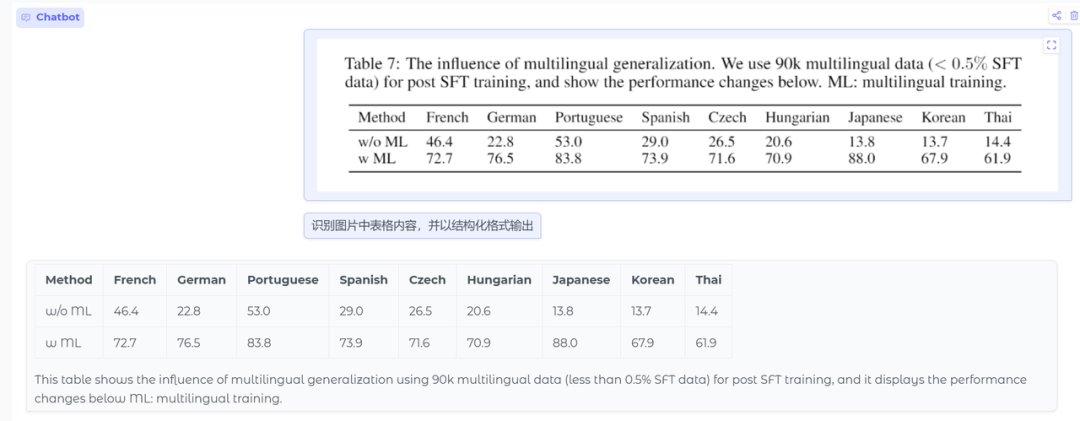 Chatbot
Table 7: The influence of multilingual generalization. We use 90k multilingual data (< 0.5% SFT
data) for post SFT training, and show the performance changes below. ML: multilingual training.
Method French German Portuguese Spanish Czech Hungarian Japanese Korean Thai
w/o ML 46.4 22.8 53.0 29.0 26.5 20.6 13.8 13.7 14.4
w ML 72.7 76.5 83.8 73.9 71.6 70.9 88.0 67.9 61.9
识别图片中表格内容，并以结构化格式输出
Method French German Portuguese Spanish Czech Hungarian Japanese Korean Thai
w/o ML 46.4 22.8 53.0 29.0 26.5 20.6 13.8 13.7 14.4
w ML 72.7 76.5 83.8 73.9 71.6 70.9 88.0 67.9 61.9
This table shows the influence of multilingual generalization using 90k multilingual data (less than 0.5% SFT data) for post SFT training, and it displays the performance
changes below ML: multilingual training.